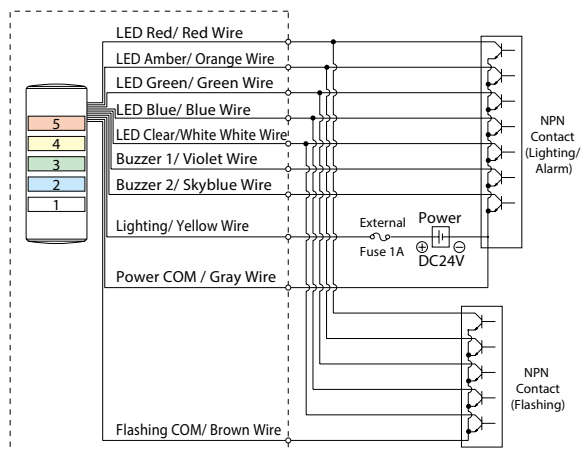 LED Red/ Red Wire
LED Amber/ Orange Wire
LED Green/ Green Wire
LED Blue/ Blue Wire
LED Clear/White White Wire
Buzzer 1/ Violet Wire
Buzzer 2/ Skyblue Wire
Lighting/ Yellow Wire
Power COM / Gray Wire
Flashing COM/ Brown Wire
5
4
3
2
1
External
Fuse 1A
Power
⊕ ⊖
DC24V
NPN
Contact
(Lighting/
Alarm)
NPN
Contact
(Flashing)